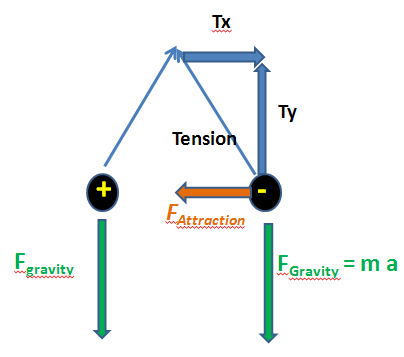 Tx
Ty
Tension
+
-
FAttraction
Fgravity
FGravity = m a